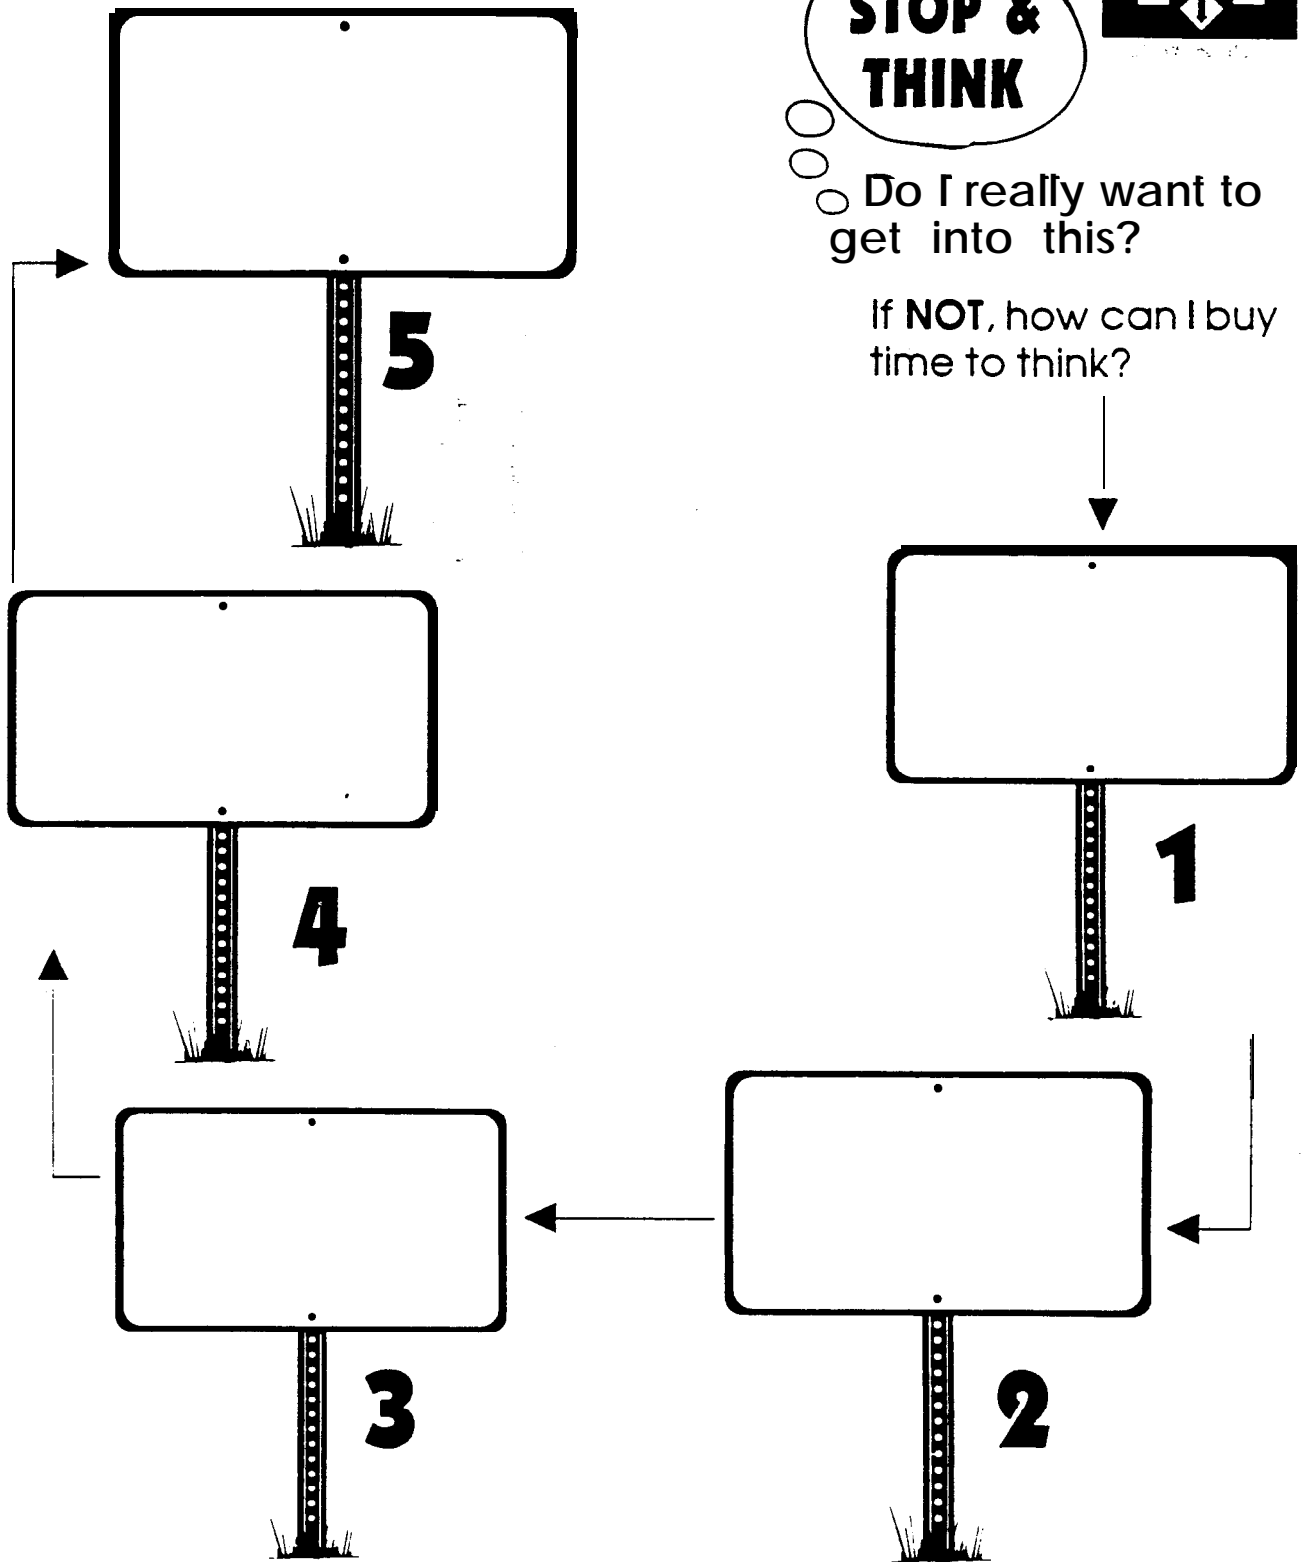 STOP &
THINK
Do I really want to
get into this?
If NOT, how can I buy
time to think?
5
1
4
2
3